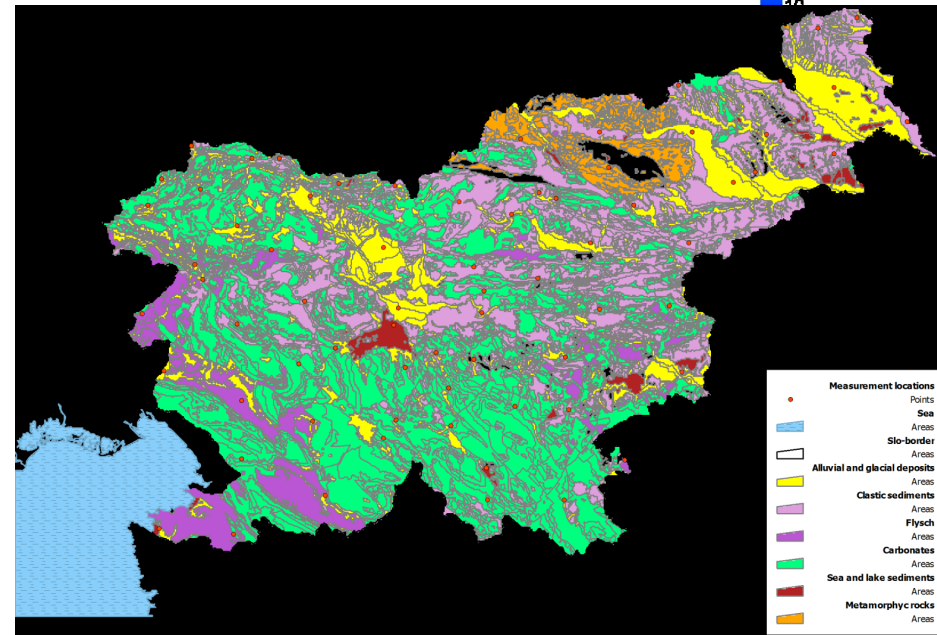 Measurement locations
Points
Sea
Areas
Slo-border
Areas
Alluvial and glacial deposits
Areas
Clastic sediments
Areas
Flysch
Areas
Carbonates
Areas
Sea and lake sediments
Areas
Metamorphyc rocks
Areas